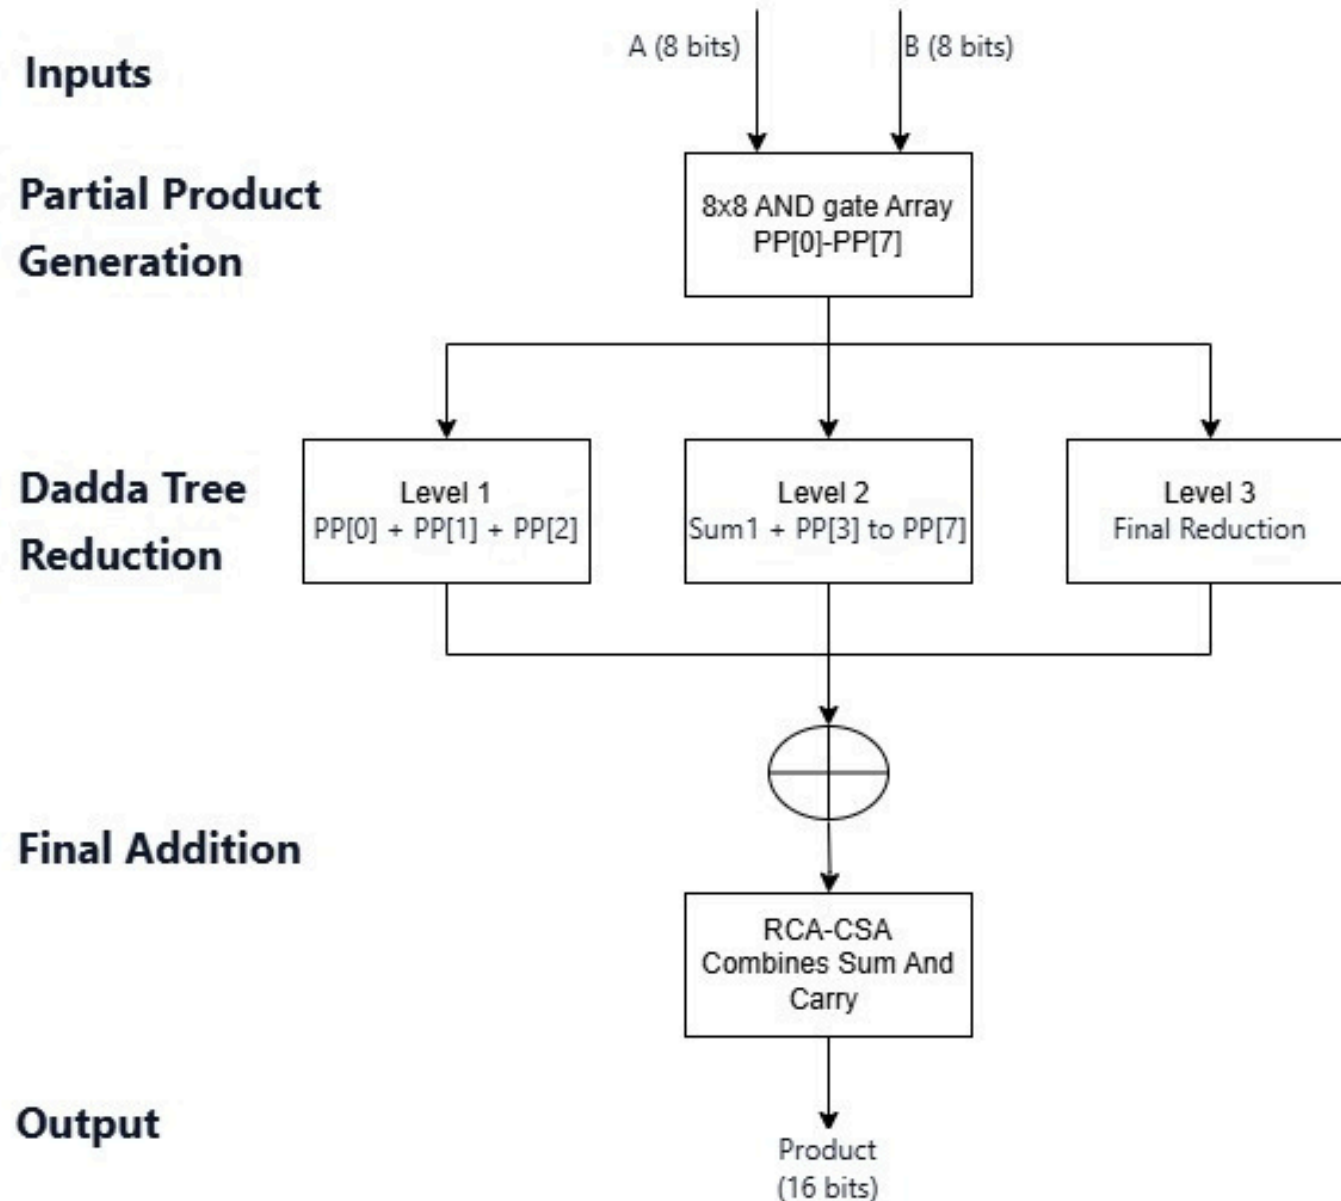 Inputs
A (8 bits)
B (8 bits)
Partial Product
Generation
8x8 AND gate Array
PP[0]-PP[7]
Dadda Tree
Reduction
Level 1
PP[0] + PP[1] + PP[2]
Level 2
Sum1 + PP[3] to PP[7]
Level 3
Final Reduction
Final Addition
RCA-CSA
Combines Sum And
Carry
Output
Product
(16 bits)